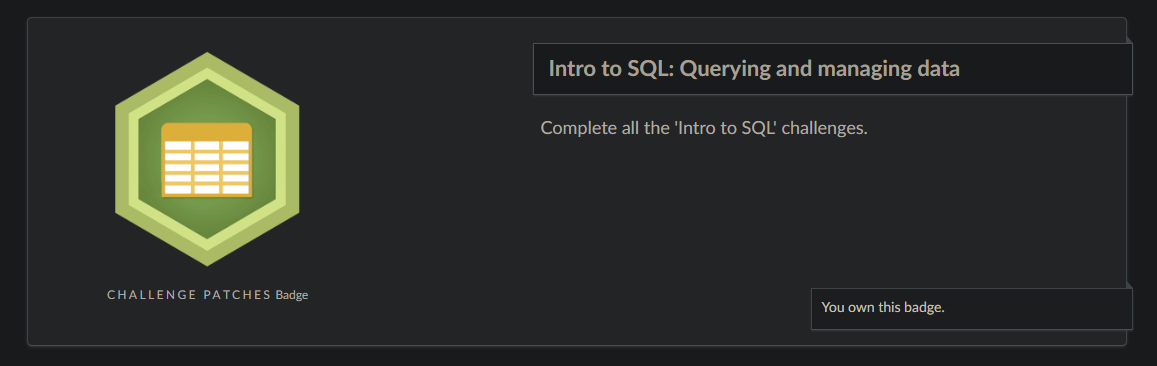 Intro to SQL: Querying and managing data
Complete all the 'Intro to SQL' challenges.
CHALLENGE PATCHES Badge
You own this badge.